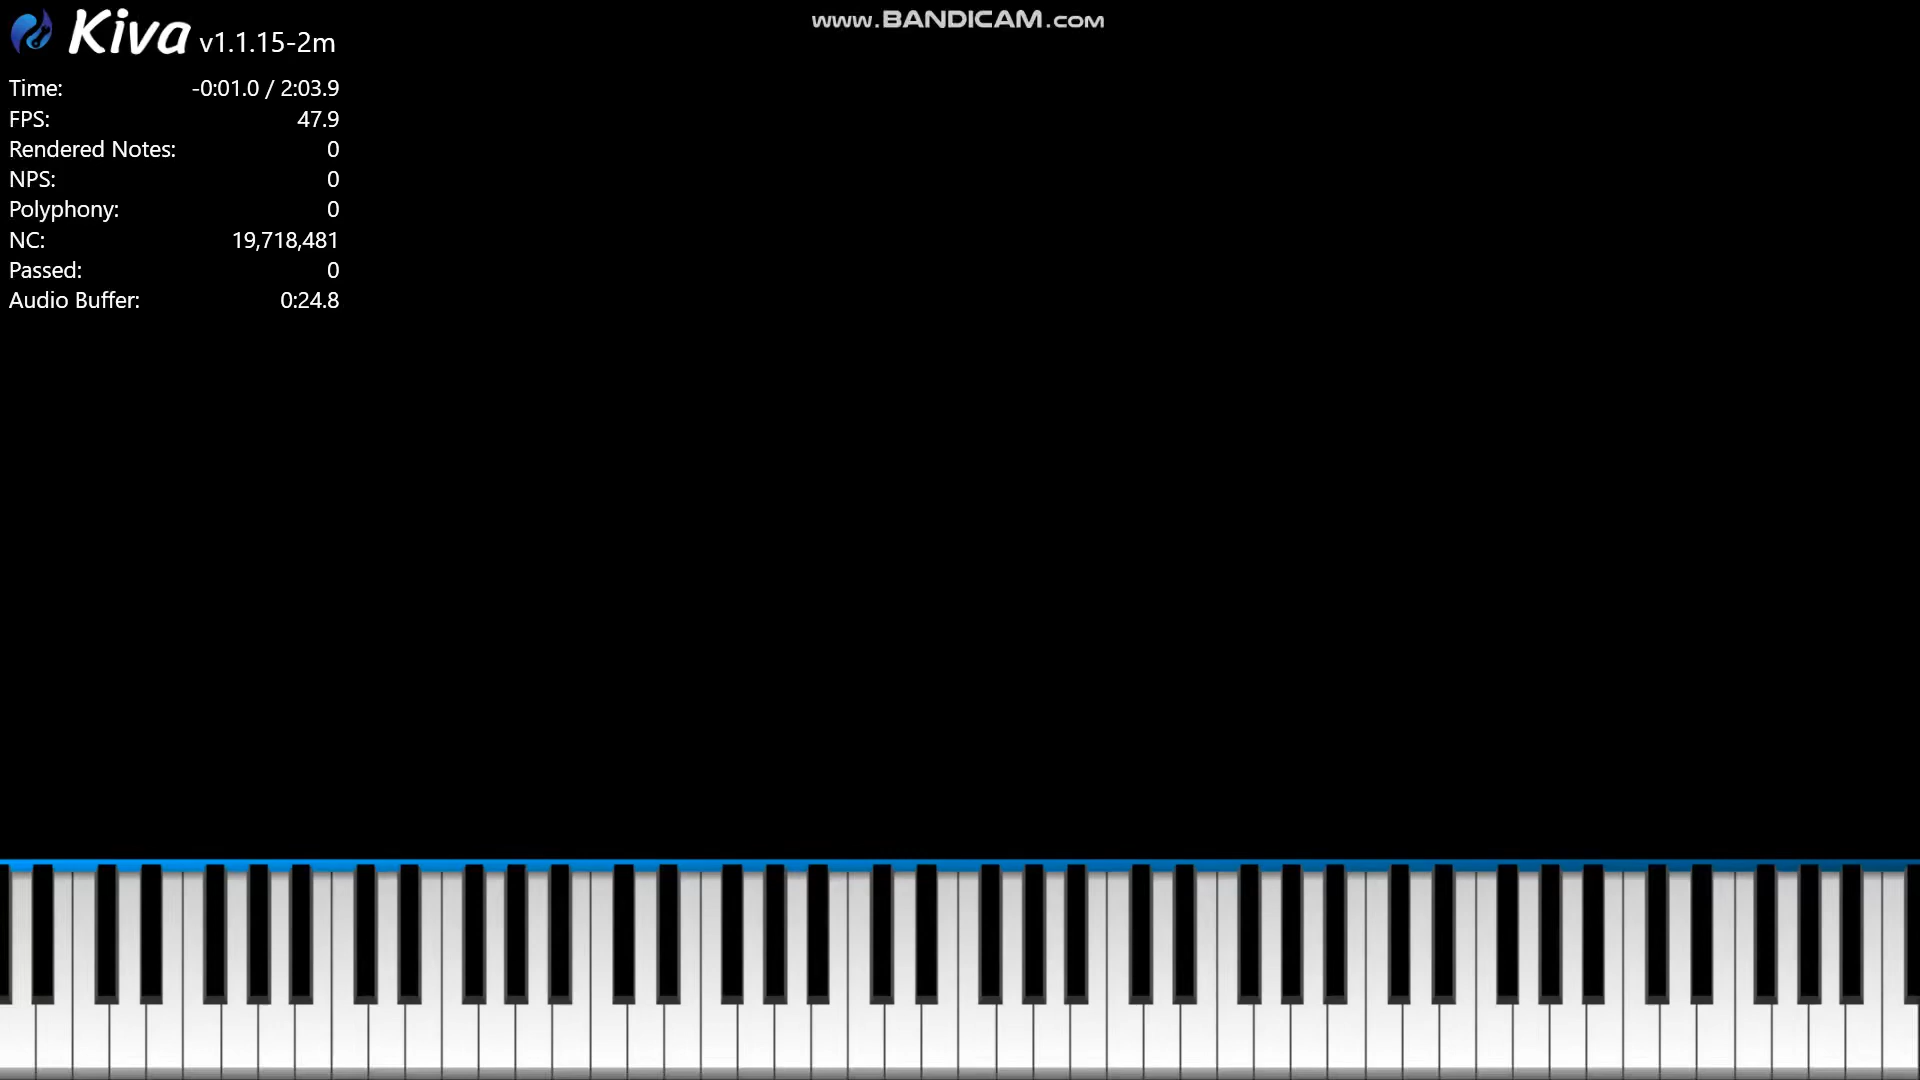 Kiva v1.1.15-2m
www.BANDICAM.com
Time: -0:01.0 / 2:03.9
FPS: 47.9
Rendered Notes: 0
NPS: 0
Polyphony: 0
NC: 19,718,481
Passed: 0
Audio Buffer: 0:24.8